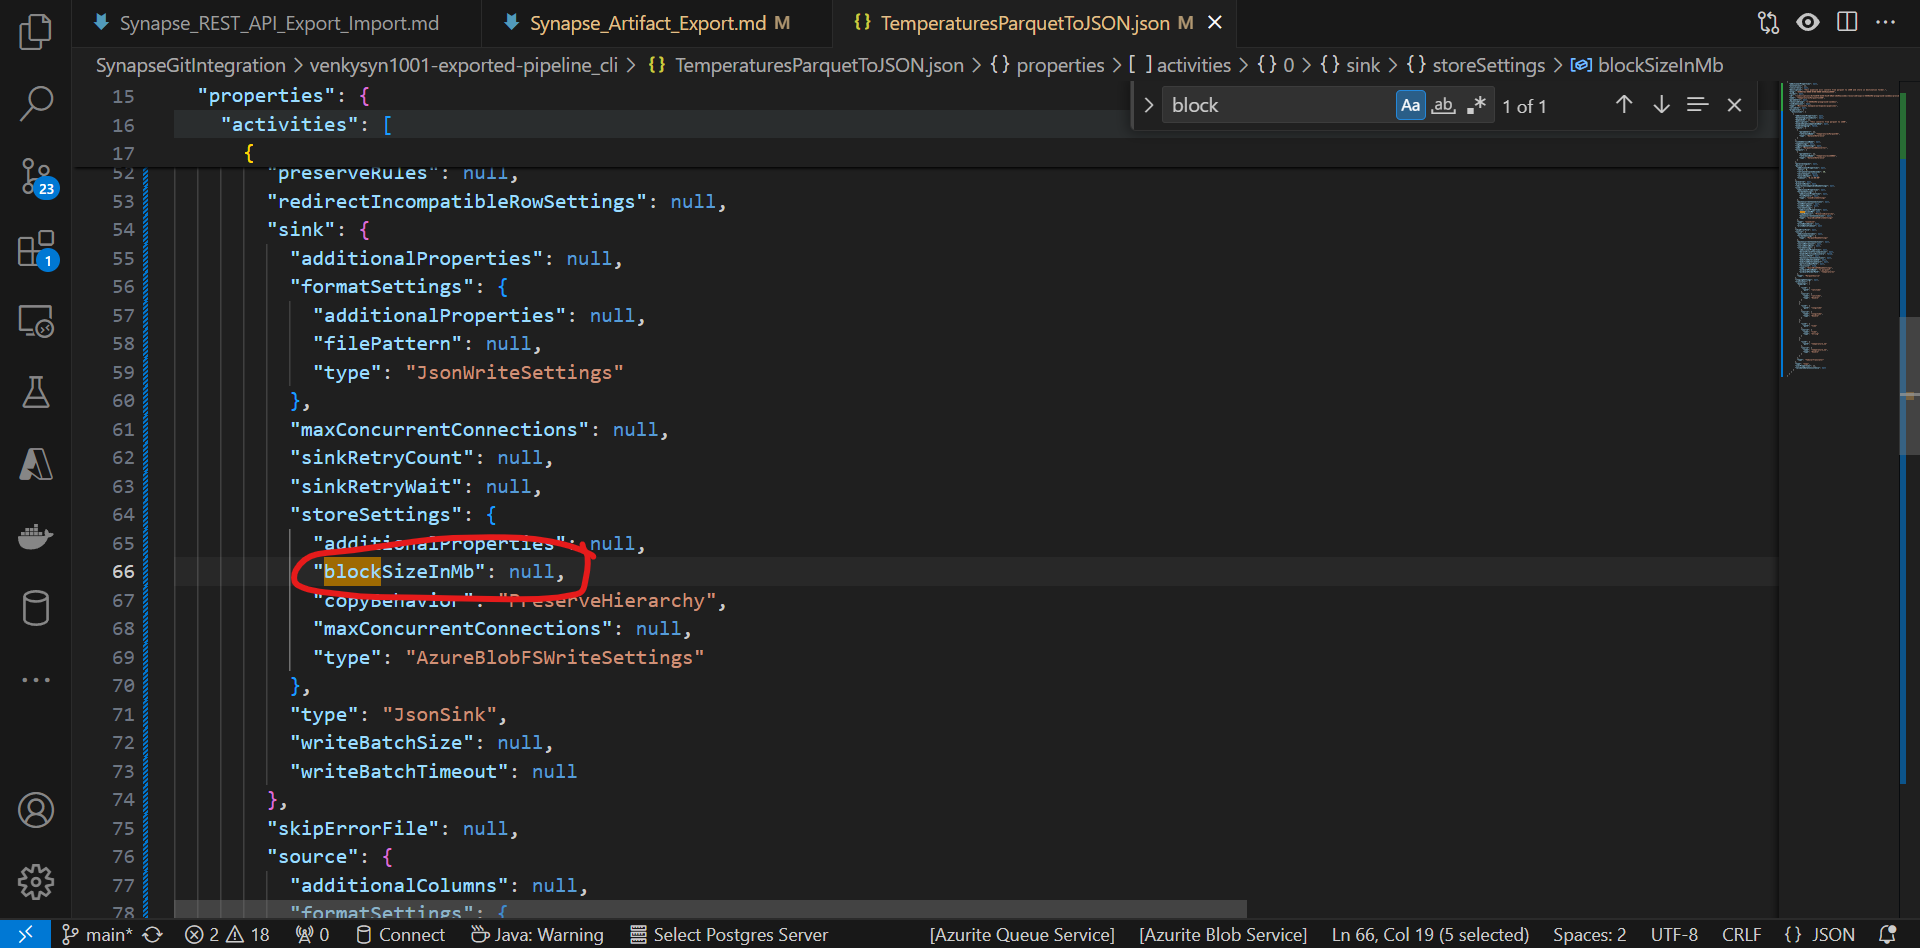 Synapse_REST_API_Export_Import.md
Synapse_Artifact_Export.md M
{} TemperaturesParquetToJSON.json M
SynapseGitIntegration > venkysyn1001-exported-pipeline_cli > {} TemperaturesParquetToJSON.json > {} properties > [ ] activities > {} 0 > {} sink > {} storeSettings > blockSizeInMb
block
Aa ab .* 1 of 1
15 "properties": {
16 "activities": [
17 {
52 "preserveRules": null,
53 "redirectIncompatibleRowSettings": null,
54 "sink": {
55 "additionalProperties": null,
56 "formatSettings": {
57 "additionalProperties": null,
58 "filePattern": null,
59 "type": "JsonWriteSettings"
60 },
61 "maxConcurrentConnections": null,
62 "sinkRetryCount": null,
63 "sinkRetryWait": null,
64 "storeSettings": {
65 "additionalProperties": null,
66 "blockSizeInMb": null,
67 "copyBehavior": "PreserveHierarchy",
68 "maxConcurrentConnections": null,
69 "type": "AzureBlobFSWriteSettings"
70 },
71 "type": "JsonSink",
72 "writeBatchSize": null,
73 "writeBatchTimeout": null
74 },
75 "skipErrorFile": null,
76 "source": {
77 "additionalColumns": null,
78 "formatSettings": {
23
1
main* 2 18 0 Connect Java: Warning Select Postgres Server [Azurite Queue Service] [Azurite Blob Service] Ln 66, Col 19 (5 selected) Spaces: 2 UTF-8 CRLF {} JSON